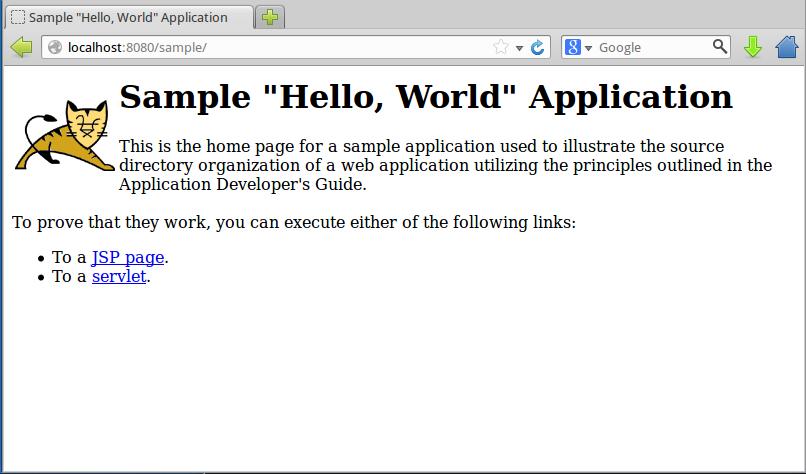 Sample "Hello, World" Application
localhost:8080/sample/
8 Google
Sample "Hello, World" Application
This is the home page for a sample application used to illustrate the source
directory organization of a web application utilizing the principles outlined in the
Application Developer's Guide.
To prove that they work, you can execute either of the following links:
• To a JSP page.
• To a servlet.